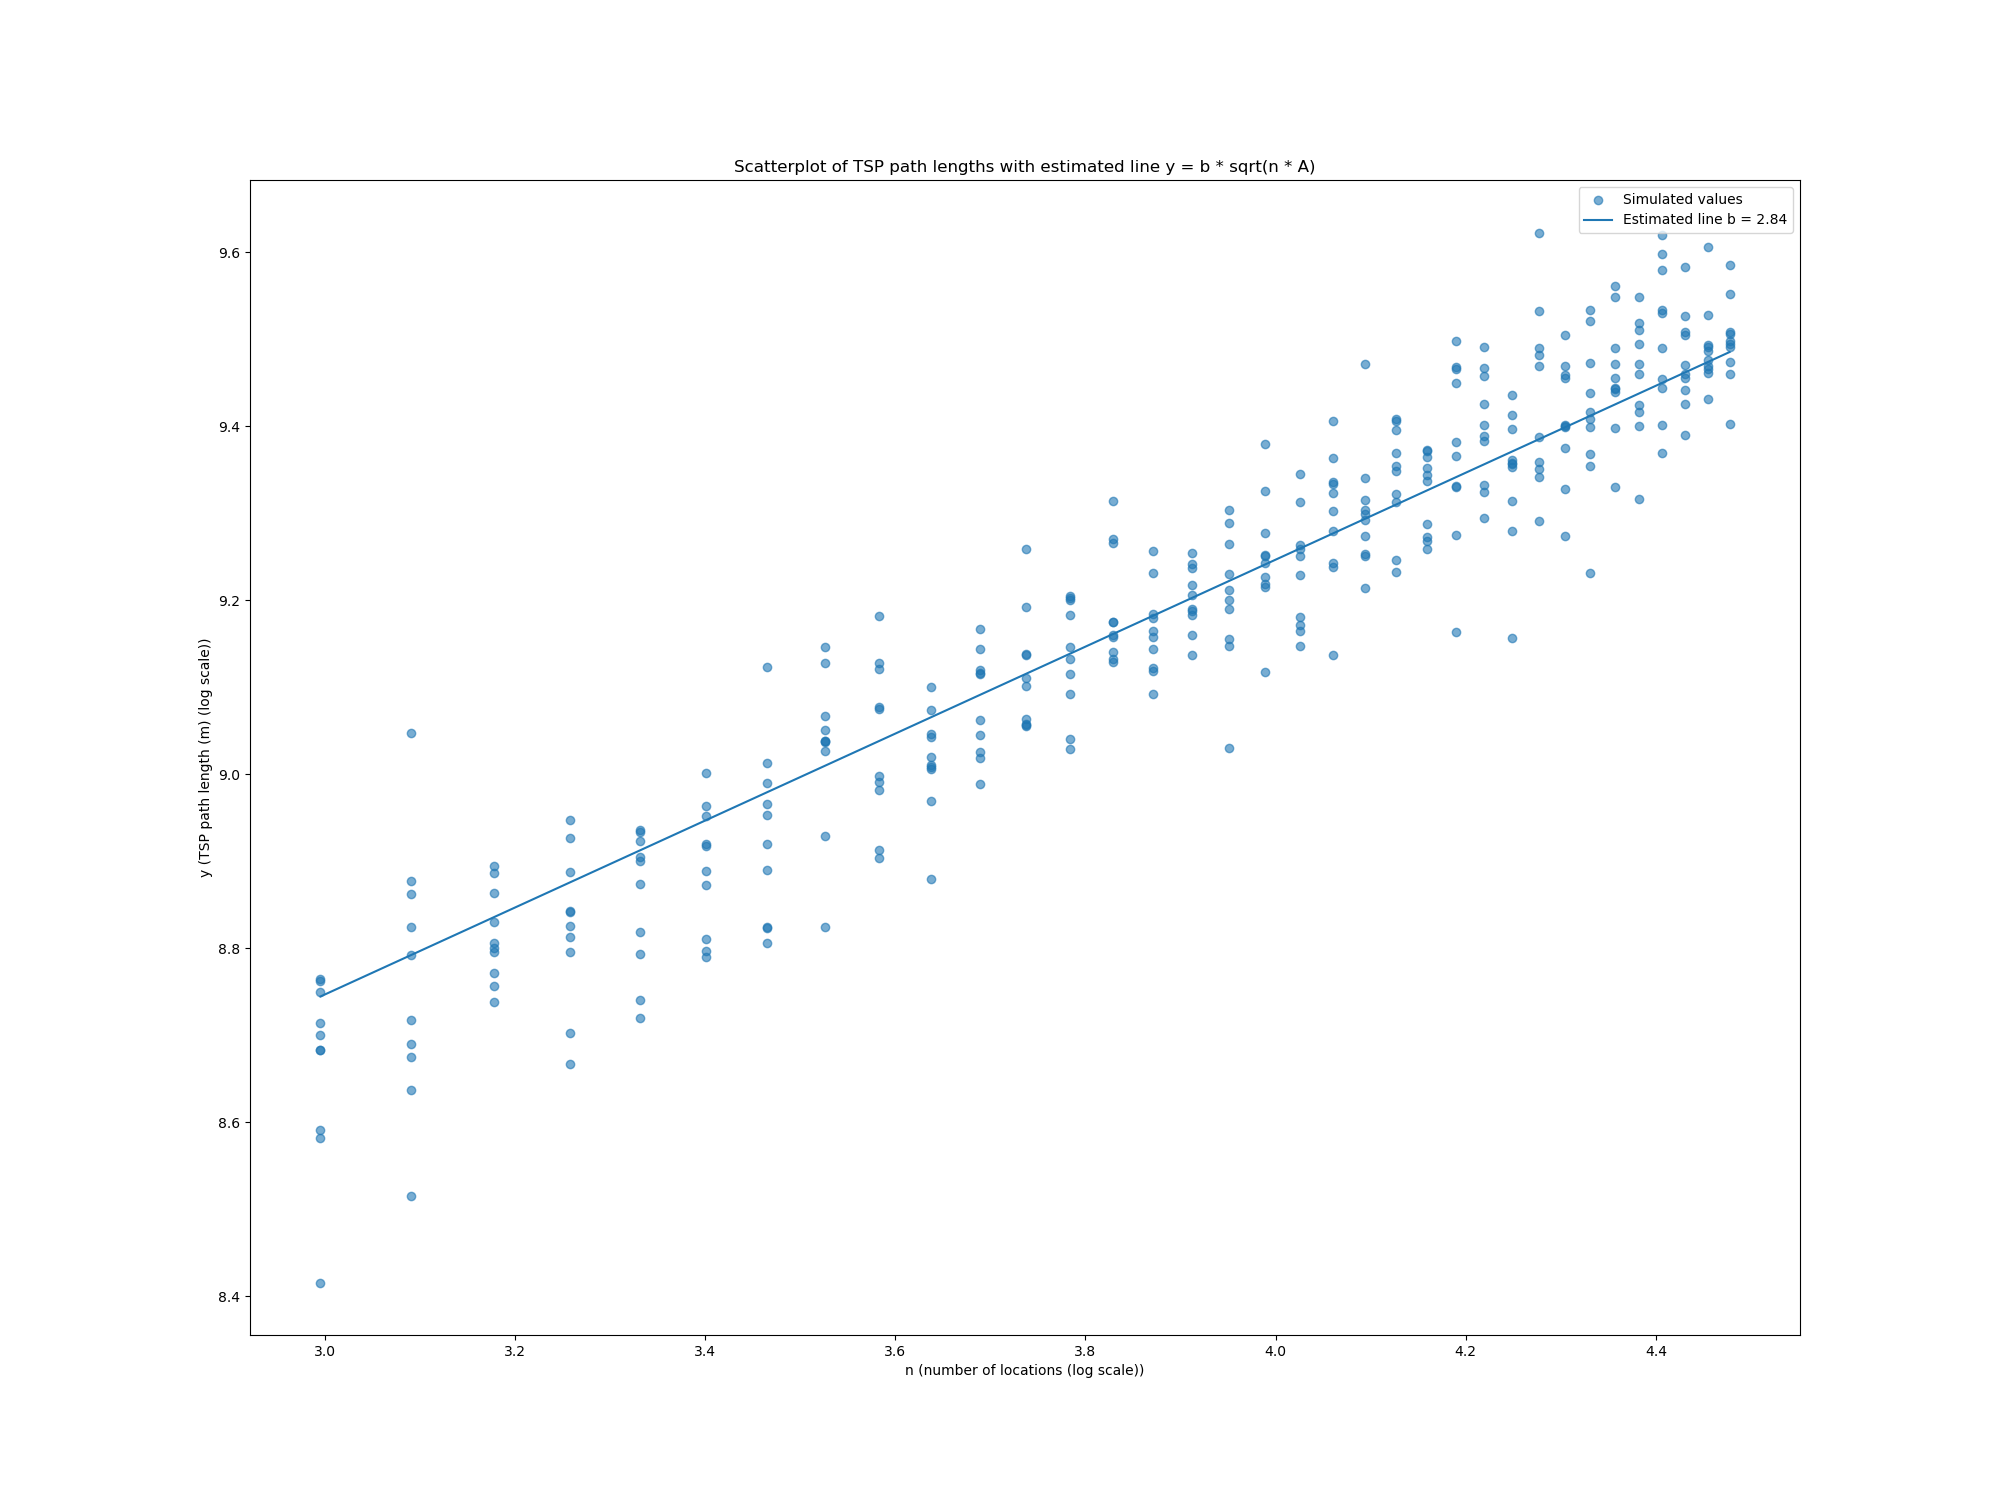 Scatterplot of TSP path lengths with estimated line y = b * sqrt(n * A)
Simulated values
Estimated line b = 2.84
9.6
9.4
9.2
9.0
8.8
8.6
8.4
y (TSP path length (m) (log scale))
3.0 3.2 3.4 3.6 3.8 4.0 4.2 4.4
n (number of locations (log scale))